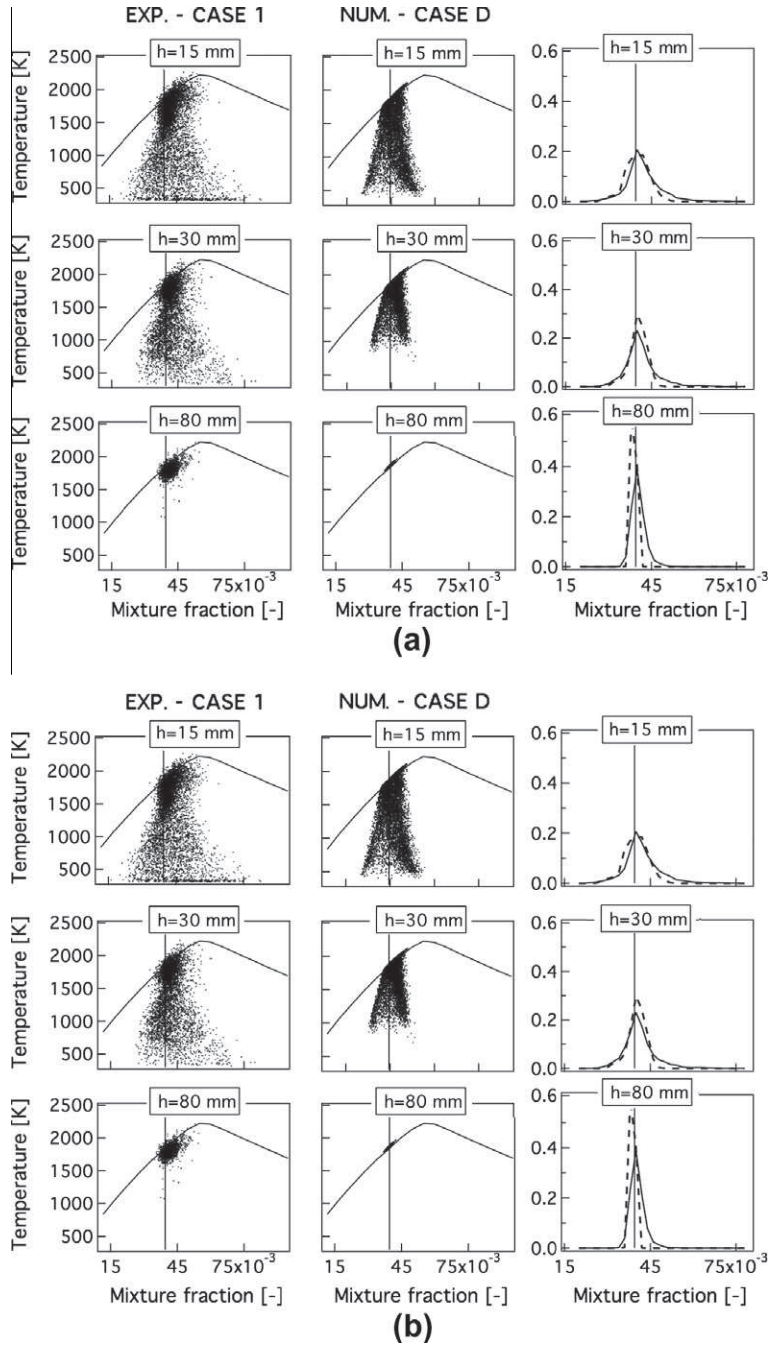 (a)
EXP. - CASE 1
NUM. - CASE D
h=15 mm
h=15 mm
h=15 mm
Temperature [K]
2500
2000
1500
1000
500
0.6
0.4
0.2
0.0
h=30 mm
h=30 mm
h=30 mm
Temperature [K]
2500
2000
1500
1000
500
0.6
0.4
0.2
0.0
h=80 mm
h=80 mm
h=80 mm
Temperature [K]
2500
2000
1500
1000
500
0.6
0.4
0.2
0.0
15 45 75x10-3
15 45 75x10-3
15 45 75x10-3
Mixture fraction [-]
Mixture fraction [-]
Mixture fraction [-]
(a)
EXP. - CASE 1
NUM. - CASE D
h=15 mm
h=15 mm
h=15 mm
Temperature [K]
2500
2000
1500
1000
500
0.6
0.4
0.2
0.0
h=30 mm
h=30 mm
h=30 mm
Temperature [K]
2500
2000
1500
1000
500
0.6
0.4
0.2
0.0
h=80 mm
h=80 mm
h=80 mm
Temperature [K]
2500
2000
1500
1000
500
0.6
0.4
0.2
0.0
15 45 75x10-3
15 45 75x10-3
15 45 75x10-3
Mixture fraction [-]
Mixture fraction [-]
Mixture fraction [-]
(b)